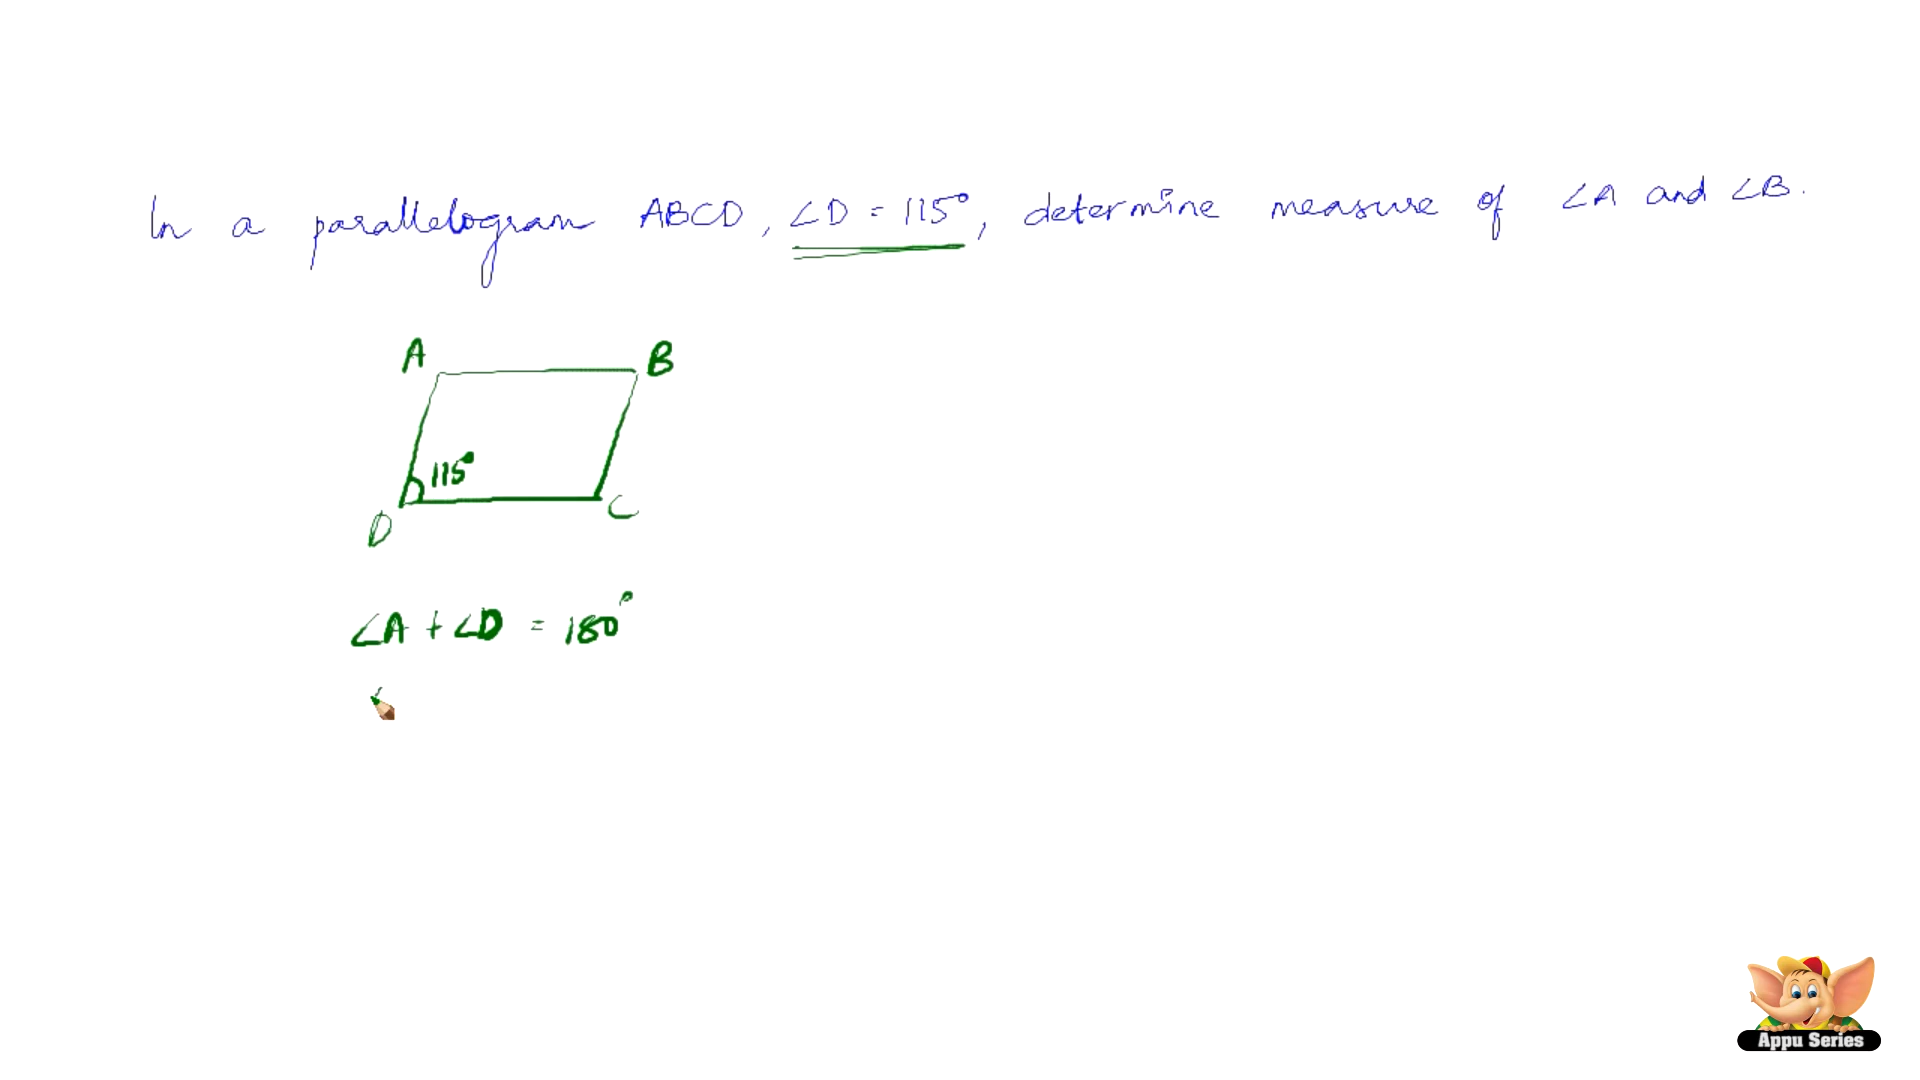 In a parallelogram ABCD, ∠D = 115°, determine measure of ∠A and ∠B.
A
B
115°
D
C
∠A + ∠D = 180°
Appu Series